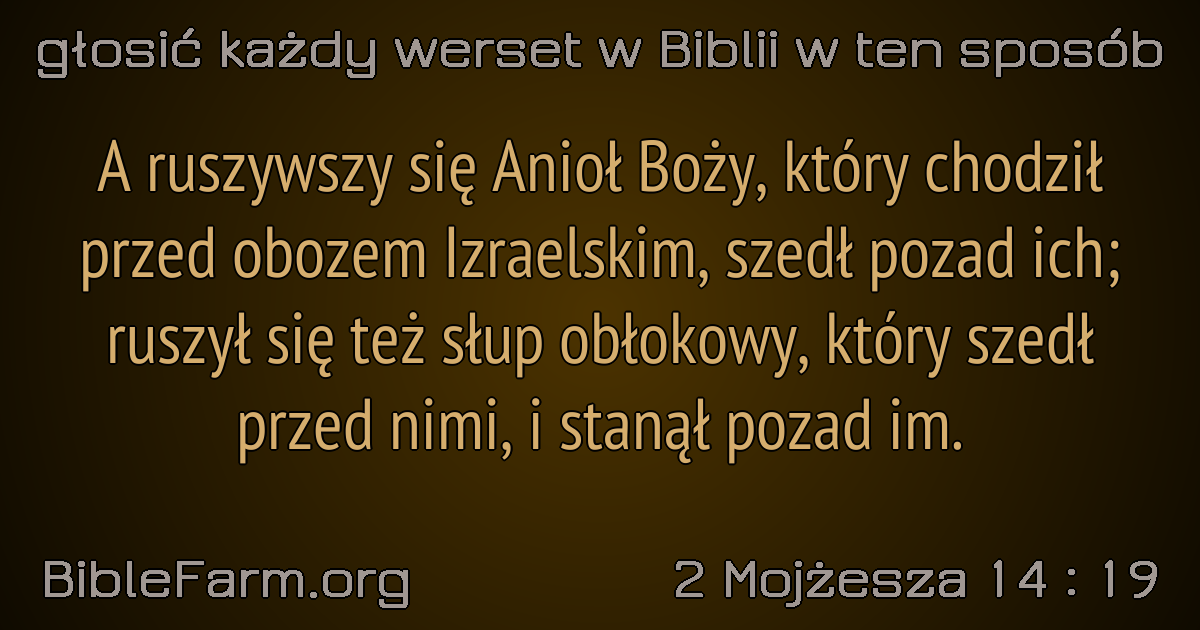 głosić każdy werset w Biblii w ten sposób
A ruszywszy się Anioł Boży, który chodził
przed obozem Izraelskim, szedł pozad ich;
ruszył się też słup obłokowy, który szedł
przed nimi, i stanął pozad im.
BibleFarm.org
2 Mojżesza 14 : 19